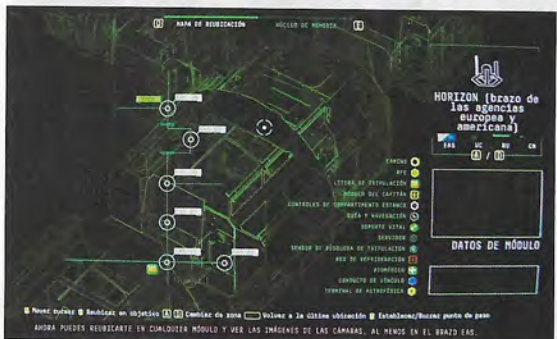 MAPA DE REUBICACIÓN
NÚCLEO DE MEMORIA
HORIZON (brazo de
las agencias
europea y
americana)
EAS UC RU CN
A / D
CAMINO
LITERA DE TRIPULACIÓN
MÓDULO DEL CAPITÁN
CONTROLES DE COMPARTIMENTO ESTANCO
GUÍA Y NAVEGACIÓN
SOPORTE VITAL
SERVIDOR
SENSOR DE BÚSQUEDA DE TRIPULACIÓN
RED DE REFRIGERACIÓN
BIOMÉDICO
CONDUCTO DE VÍNCULO
TERMINAL DE ASTROFÍSICA
DATOS DE MÓDULO
Mover cursor Reubicar en objetivo A D Cambiar de zona Volver a la última ubicación Establecer/Borrar punto de paso
AHORA PUEDES REUBICARTE EN CUALQUIER MÓDULO Y VER LAS IMÁGENES DE LAS CÁMARAS, AL MENOS EN EL BRAZO EAS.